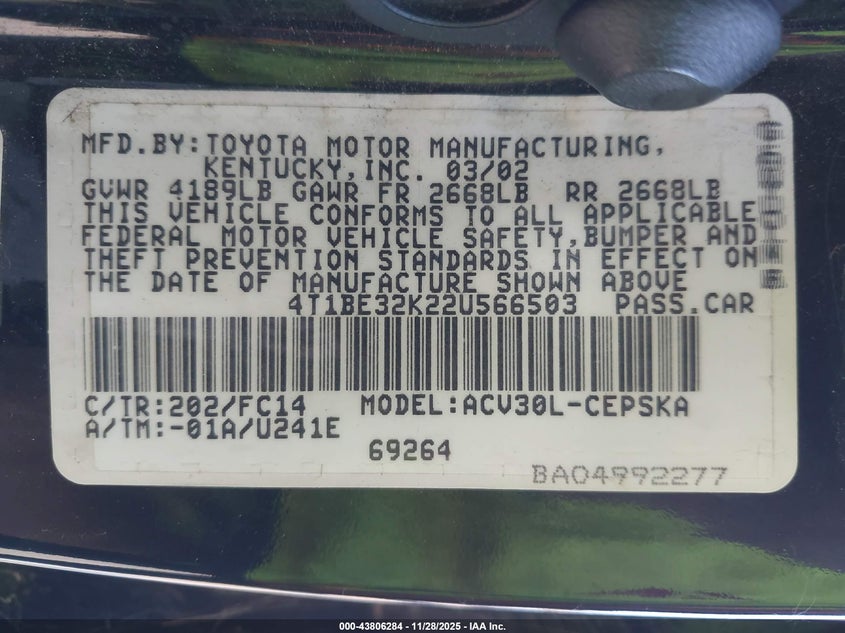 MFD.BY:TOYOTA MOTOR MANUFACTURING,
KENTUCKY,INC. 03/02
GVWR 4189LB GAWR FR 2668LB RR 2668LB
THIS VEHICLE CONFORMS TO ALL APPLICABLE
FEDERAL MOTOR VEHICLE SAFETY,BUMPER AND
THEFT PREVENTION STANDARDS IN EFFECT ON
THE DATE OF MANUFACTURE SHOWN ABOVE
4T1BE32K22U566503 PASS.CAR
C/TR:202/FC14 MODEL:ACV30L-CEPSKA
A/TM:-01A/U241E
69264
BA04992277
000-43806284 - 11/28/2025 - IAA Inc.